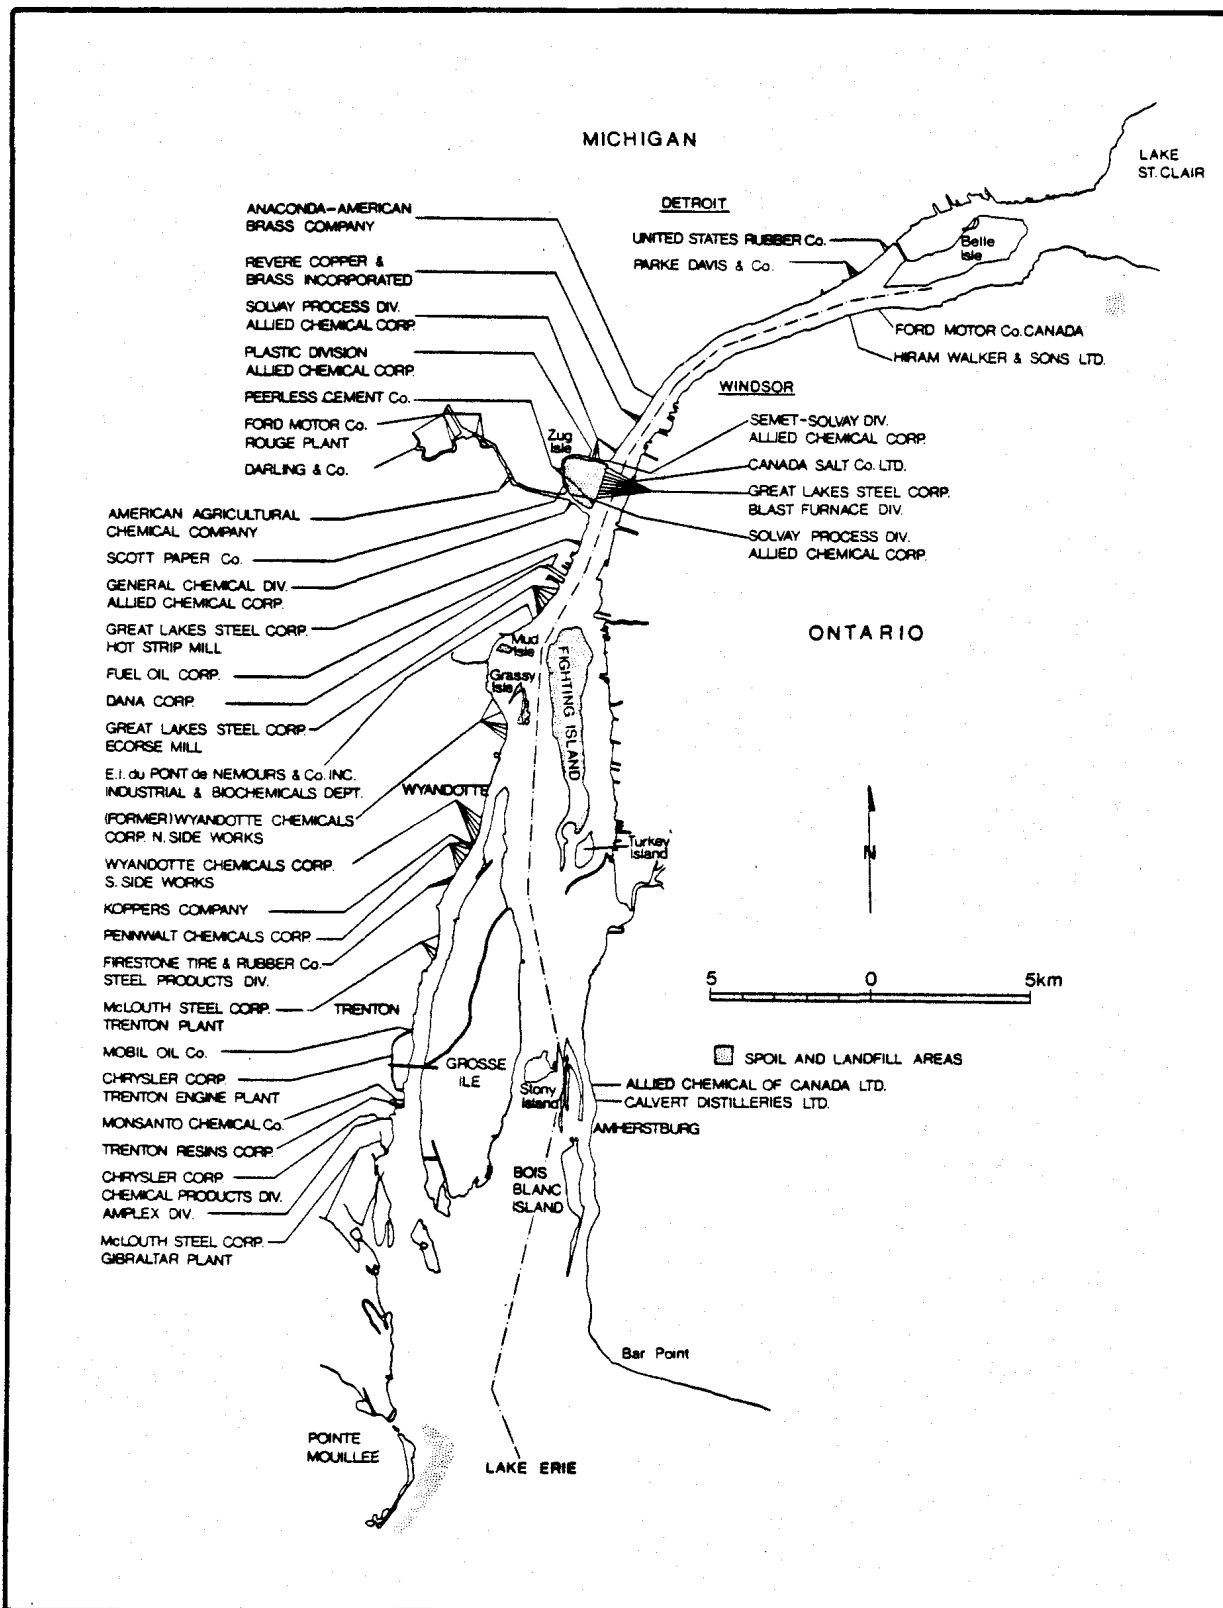 MICHIGAN
LAKE
ST. CLAIR
DETROIT
UNITED STATES RUBBER Co.
PARKE DAVIS & Co.
Belle
Isle
FORD MOTOR Co. CANADA
HIRAM WALKER & SONS LTD.
WINDSOR
ANACONDA-AMERICAN
BRASS COMPANY
REVERE COPPER &
BRASS INCORPORATED
SOLVAY PROCESS DIV.
ALLIED CHEMICAL CORP.
PLASTIC DIVISION
ALLIED CHEMICAL CORP.
PEERLESS CEMENT Co.
FORD MOTOR Co.
ROUGE PLANT
DARLING & Co.
Zug
Isle
SEMET-SOLVAY DIV.
ALLIED CHEMICAL CORP.
CANADA SALT Co. LTD.
GREAT LAKES STEEL CORP.
BLAST FURNACE DIV.
SOLVAY PROCESS DIV.
ALLIED CHEMICAL CORP.
AMERICAN AGRICULTURAL
CHEMICAL COMPANY
SCOTT PAPER Co.
GENERAL CHEMICAL DIV.
ALLIED CHEMICAL CORP.
GREAT LAKES STEEL CORP.
HOT STRIP MILL
FUEL OIL CORP.
DANA CORP.
GREAT LAKES STEEL CORP.
ECORSE MILL
E.I. du PONT de NEMOURS & Co. INC.
INDUSTRIAL & BIOCHEMICALS DEPT.
(FORMER) WYANDOTTE CHEMICALS
CORP. N. SIDE WORKS
WYANDOTTE CHEMICALS CORP.
S. SIDE WORKS
KOPPERS COMPANY
PENNWALT CHEMICALS CORP.
FIRESTONE TIRE & RUBBER Co.
STEEL PRODUCTS DIV.
McLOUTH STEEL CORP.
TRENTON PLANT
MOBIL OIL Co.
CHRYSLER CORP.
TRENTON ENGINE PLANT
MONSANTO CHEMICAL Co.
TRENTON RESINS CORP.
CHRYSLER CORP
CHEMICAL PRODUCTS DIV.
AMPLEX DIV.
McLOUTH STEEL CORP.
GIBRALTAR PLANT
ONTARIO
Mud
Isle
Grassy
Isle
FIGHTING ISLAND
WYANDOTTE
Turkey
Island
N
5 0 5km
SPOIL AND LANDFILL AREAS
TRENTON
GROSSE
ILE
Stony
Island
ALLIED CHEMICAL OF CANADA LTD.
CALVERT DISTILLERIES LTD.
AMHERSTBURG
BOIS
BLANC
ISLAND
Bar Point
POINTE
MOUILLEE
LAKE ERIE